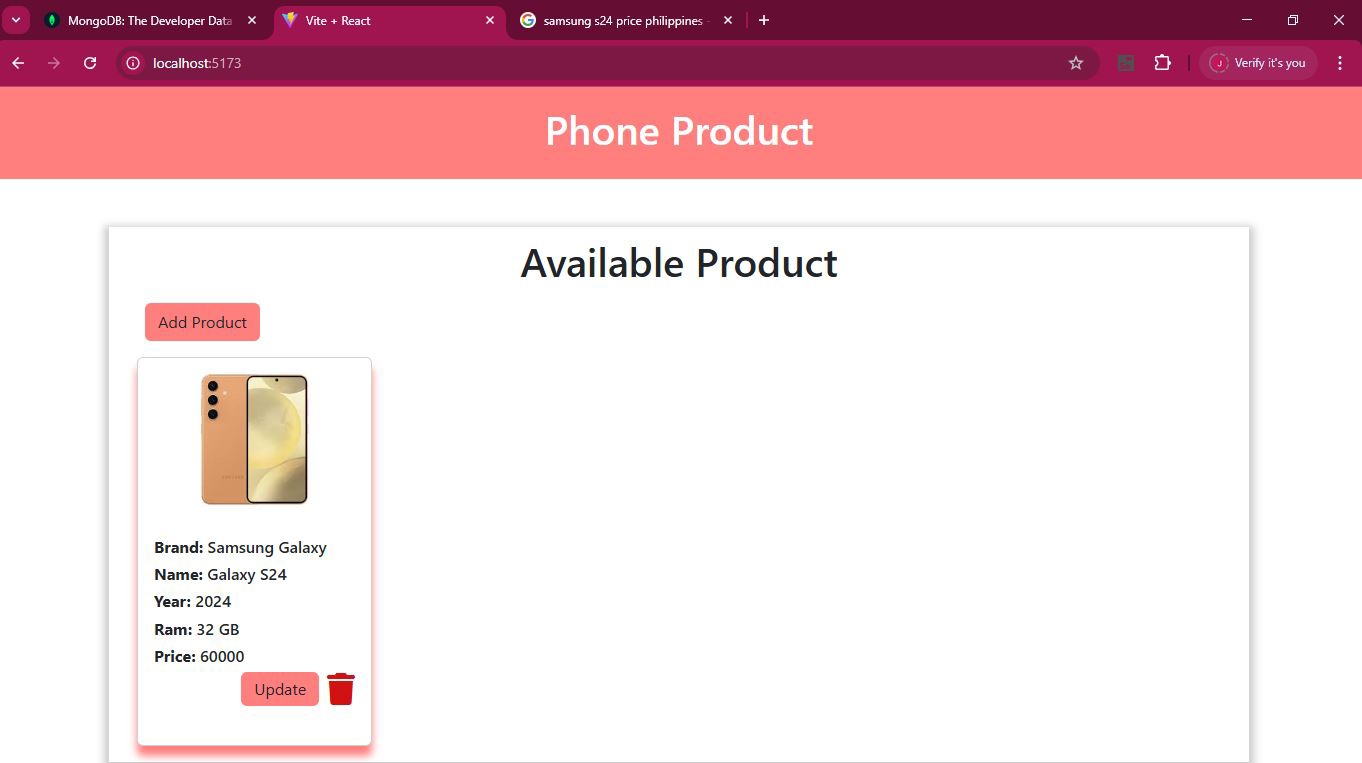 MongoDB: The Developer Data
Vite + React
samsung s24 price philippines -
localhost:5173
J
Verify it's you
Phone Product
Available Product
Add Product
Brand: Samsung Galaxy
Name: Galaxy S24
Year: 2024
Ram: 32 GB
Price: 60000
Update